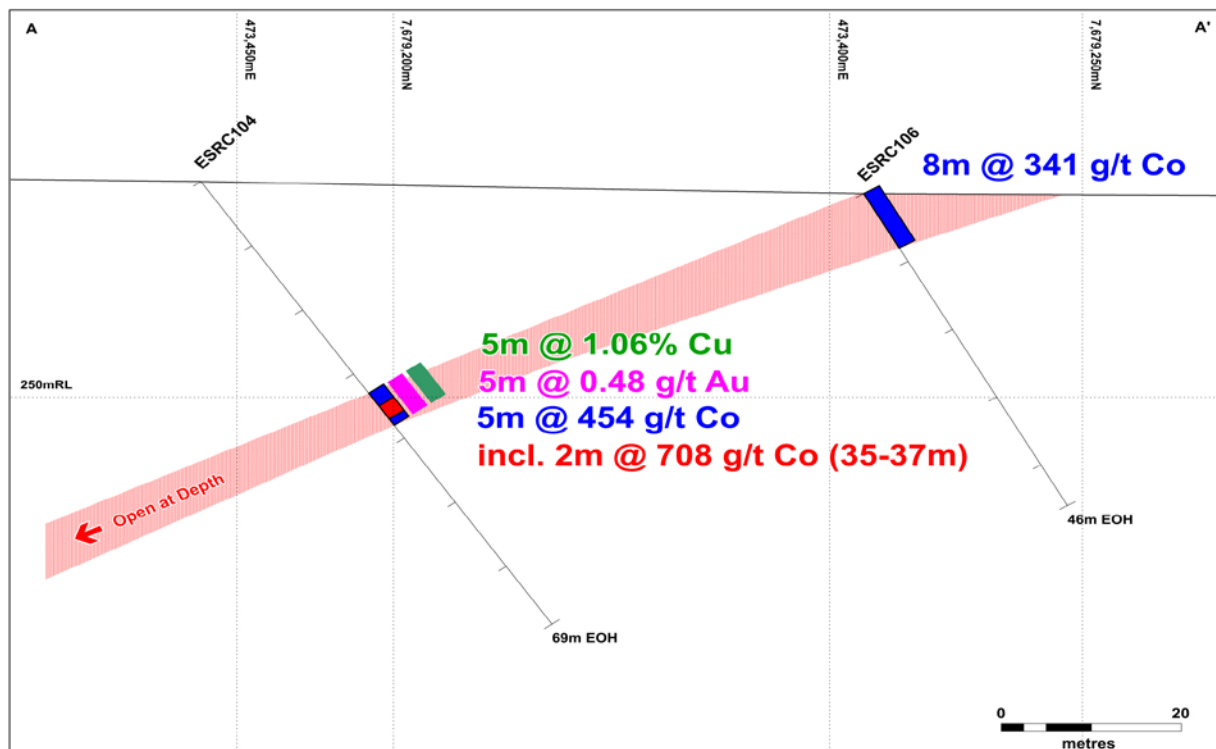 A
473,450mE
7,679,200mN
473,400mE
7,679,250mN
A'
ESRC104
ESRC106
8m @ 341 g/t Co
5m @ 1.06% Cu
5m @ 0.48 g/t Au
5m @ 454 g/t Co
incl. 2m @ 708 g/t Co (35-37m)
250mRL
Open at Depth
46m EOH
69m EOH
0 20
metres